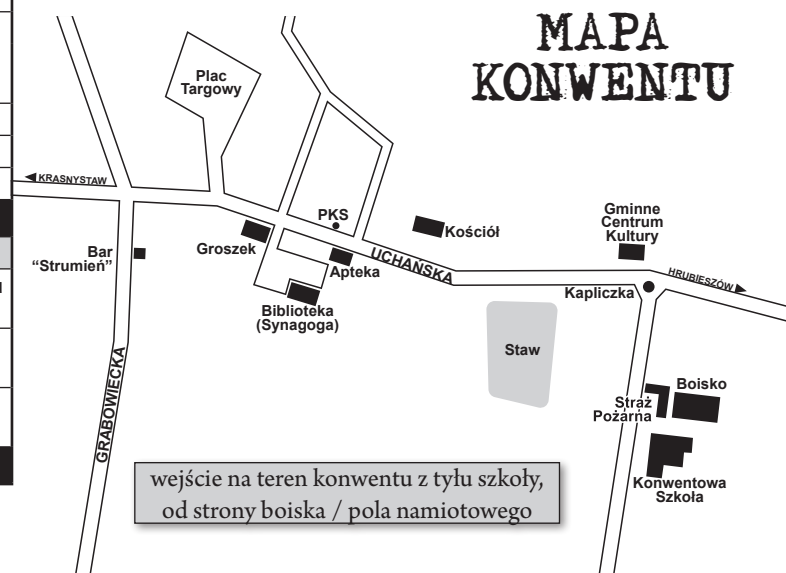 MAPA
KONWENTU
Plac
Targowy
KRASNYSTAW
PKS
Gminne
Centrum
Kultury
Kościół
Groszek
Bar
“Strumień”
Apteka
UCHAŃSKA
HRUBIESZÓW
Kapliczka
Biblioteka
(Synagoga)
Staw
GRABOWIECKA
Boisko
Straż
Pożarna
Konwentowa
Szkoła
wejście na teren konwentu z tyłu szkoły,
od strony boiska / pola namiotowego